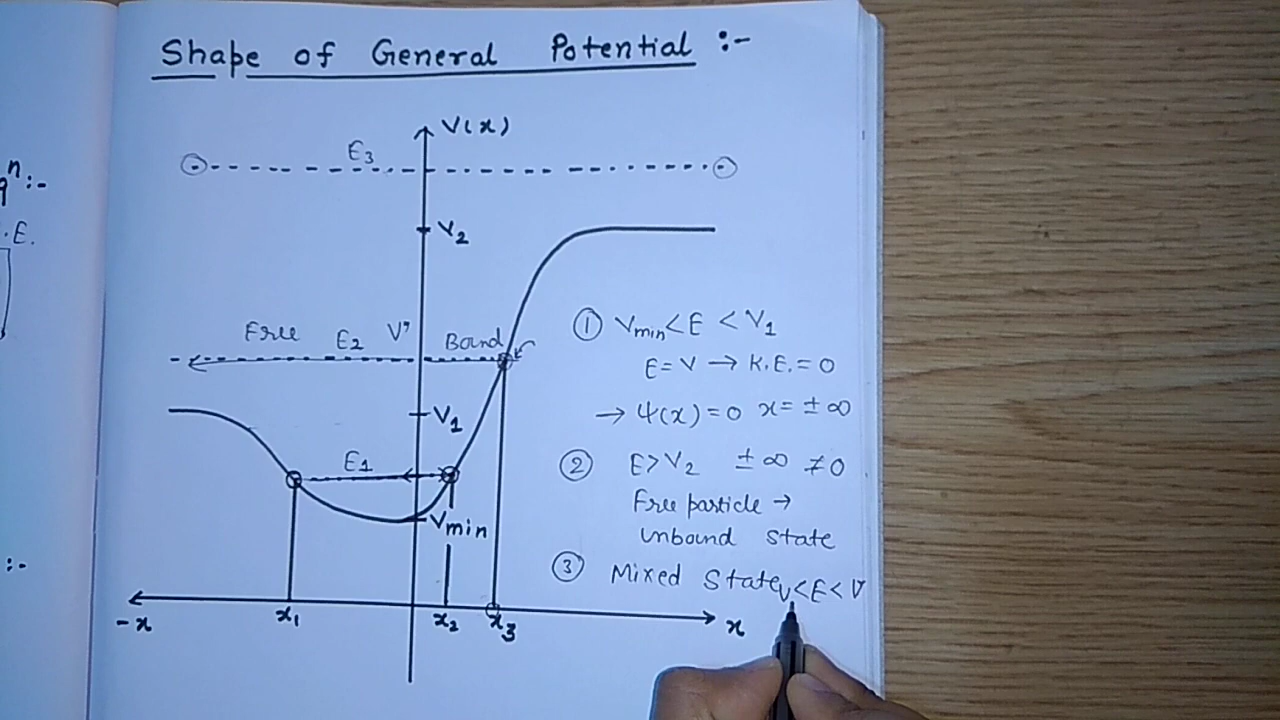 Shape of General Potential :-
V(x)
E3
n:-
V2
.E.
① Vmin<E <V1
Free E2 V' Bound
E=V → K.E.=0
V1
→ Ψ(x)=0 x=±∞
E1
② E>V2 ±∞ ≠0
Free particle →
Vmin
Unbound State
:-
③ Mixed State V<E<V
-x x1 x2 x3 x